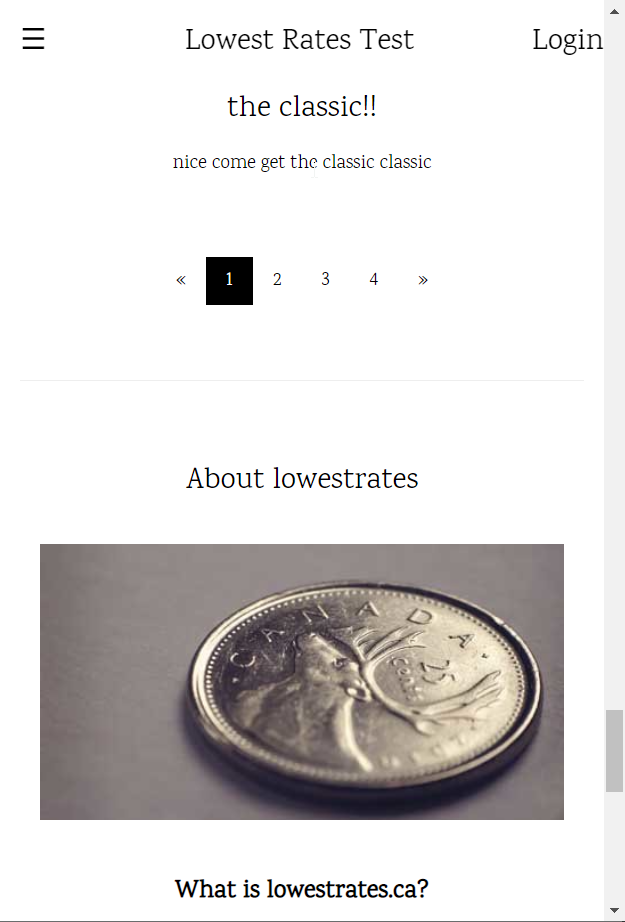 ☰ Lowest Rates Test Login
the classic!!
nice come get the classic classic
« 1 2 3 4 »
About lowestrates
CANADA
25
cents
What is lowestrates.ca?